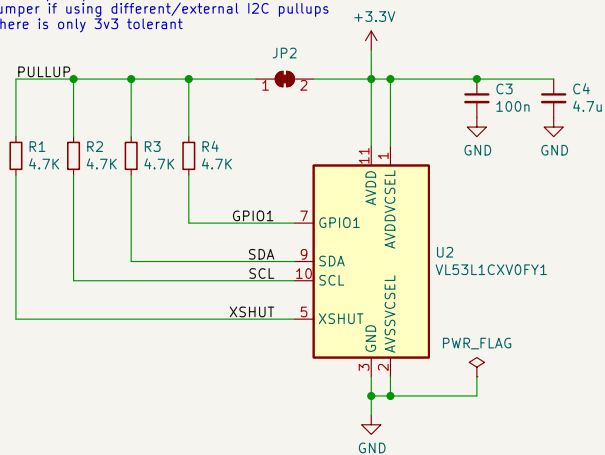 umper if using different/external I2C pullups
here is only 3v3 tolerant
+3.3V
JP2
PULLUP
1 2
C3
100n
C4
4.7u
GND
GND
R1
4.7K
R2
4.7K
R3
4.7K
R4
4.7K
11
1
AVDD
AVDDVCSEL
GPIO1
7
GPIO1
SDA
9
SDA
SCL
10
SCL
XSHUT
5
XSHUT
U2
VL53L1CXV0FY1
GND
AVSSVCSEL
3
2
PWR_FLAG
GND